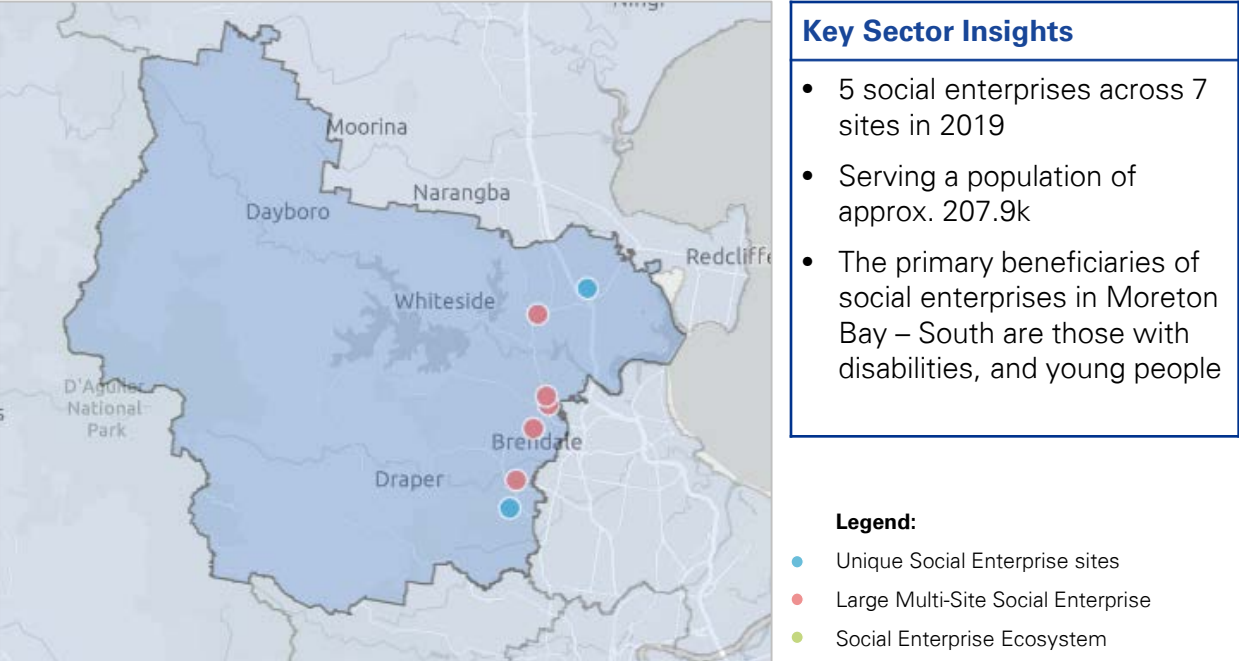 Moorina
Narangba
Dayboro
Redcliffe
Whiteside
D'Aguilar
National
Park
Brendale
Draper
Key Sector Insights
• 5 social enterprises across 7
sites in 2019
• Serving a population of
approx. 207.9k
• The primary beneficiaries of
social enterprises in Moreton
Bay – South are those with
disabilities, and young people
Legend:
Unique Social Enterprise sites
Large Multi-Site Social Enterprise
Social Enterprise Ecosystem